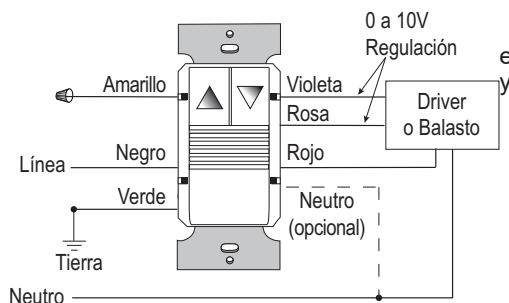 0 a 10V
Regulación
e
y
Amarillo
Violeta
Driver
o Balasto
Rosa
Negro
Rojo
Línea
Verde
Neutro
(opcional)
Tierra
Neutro